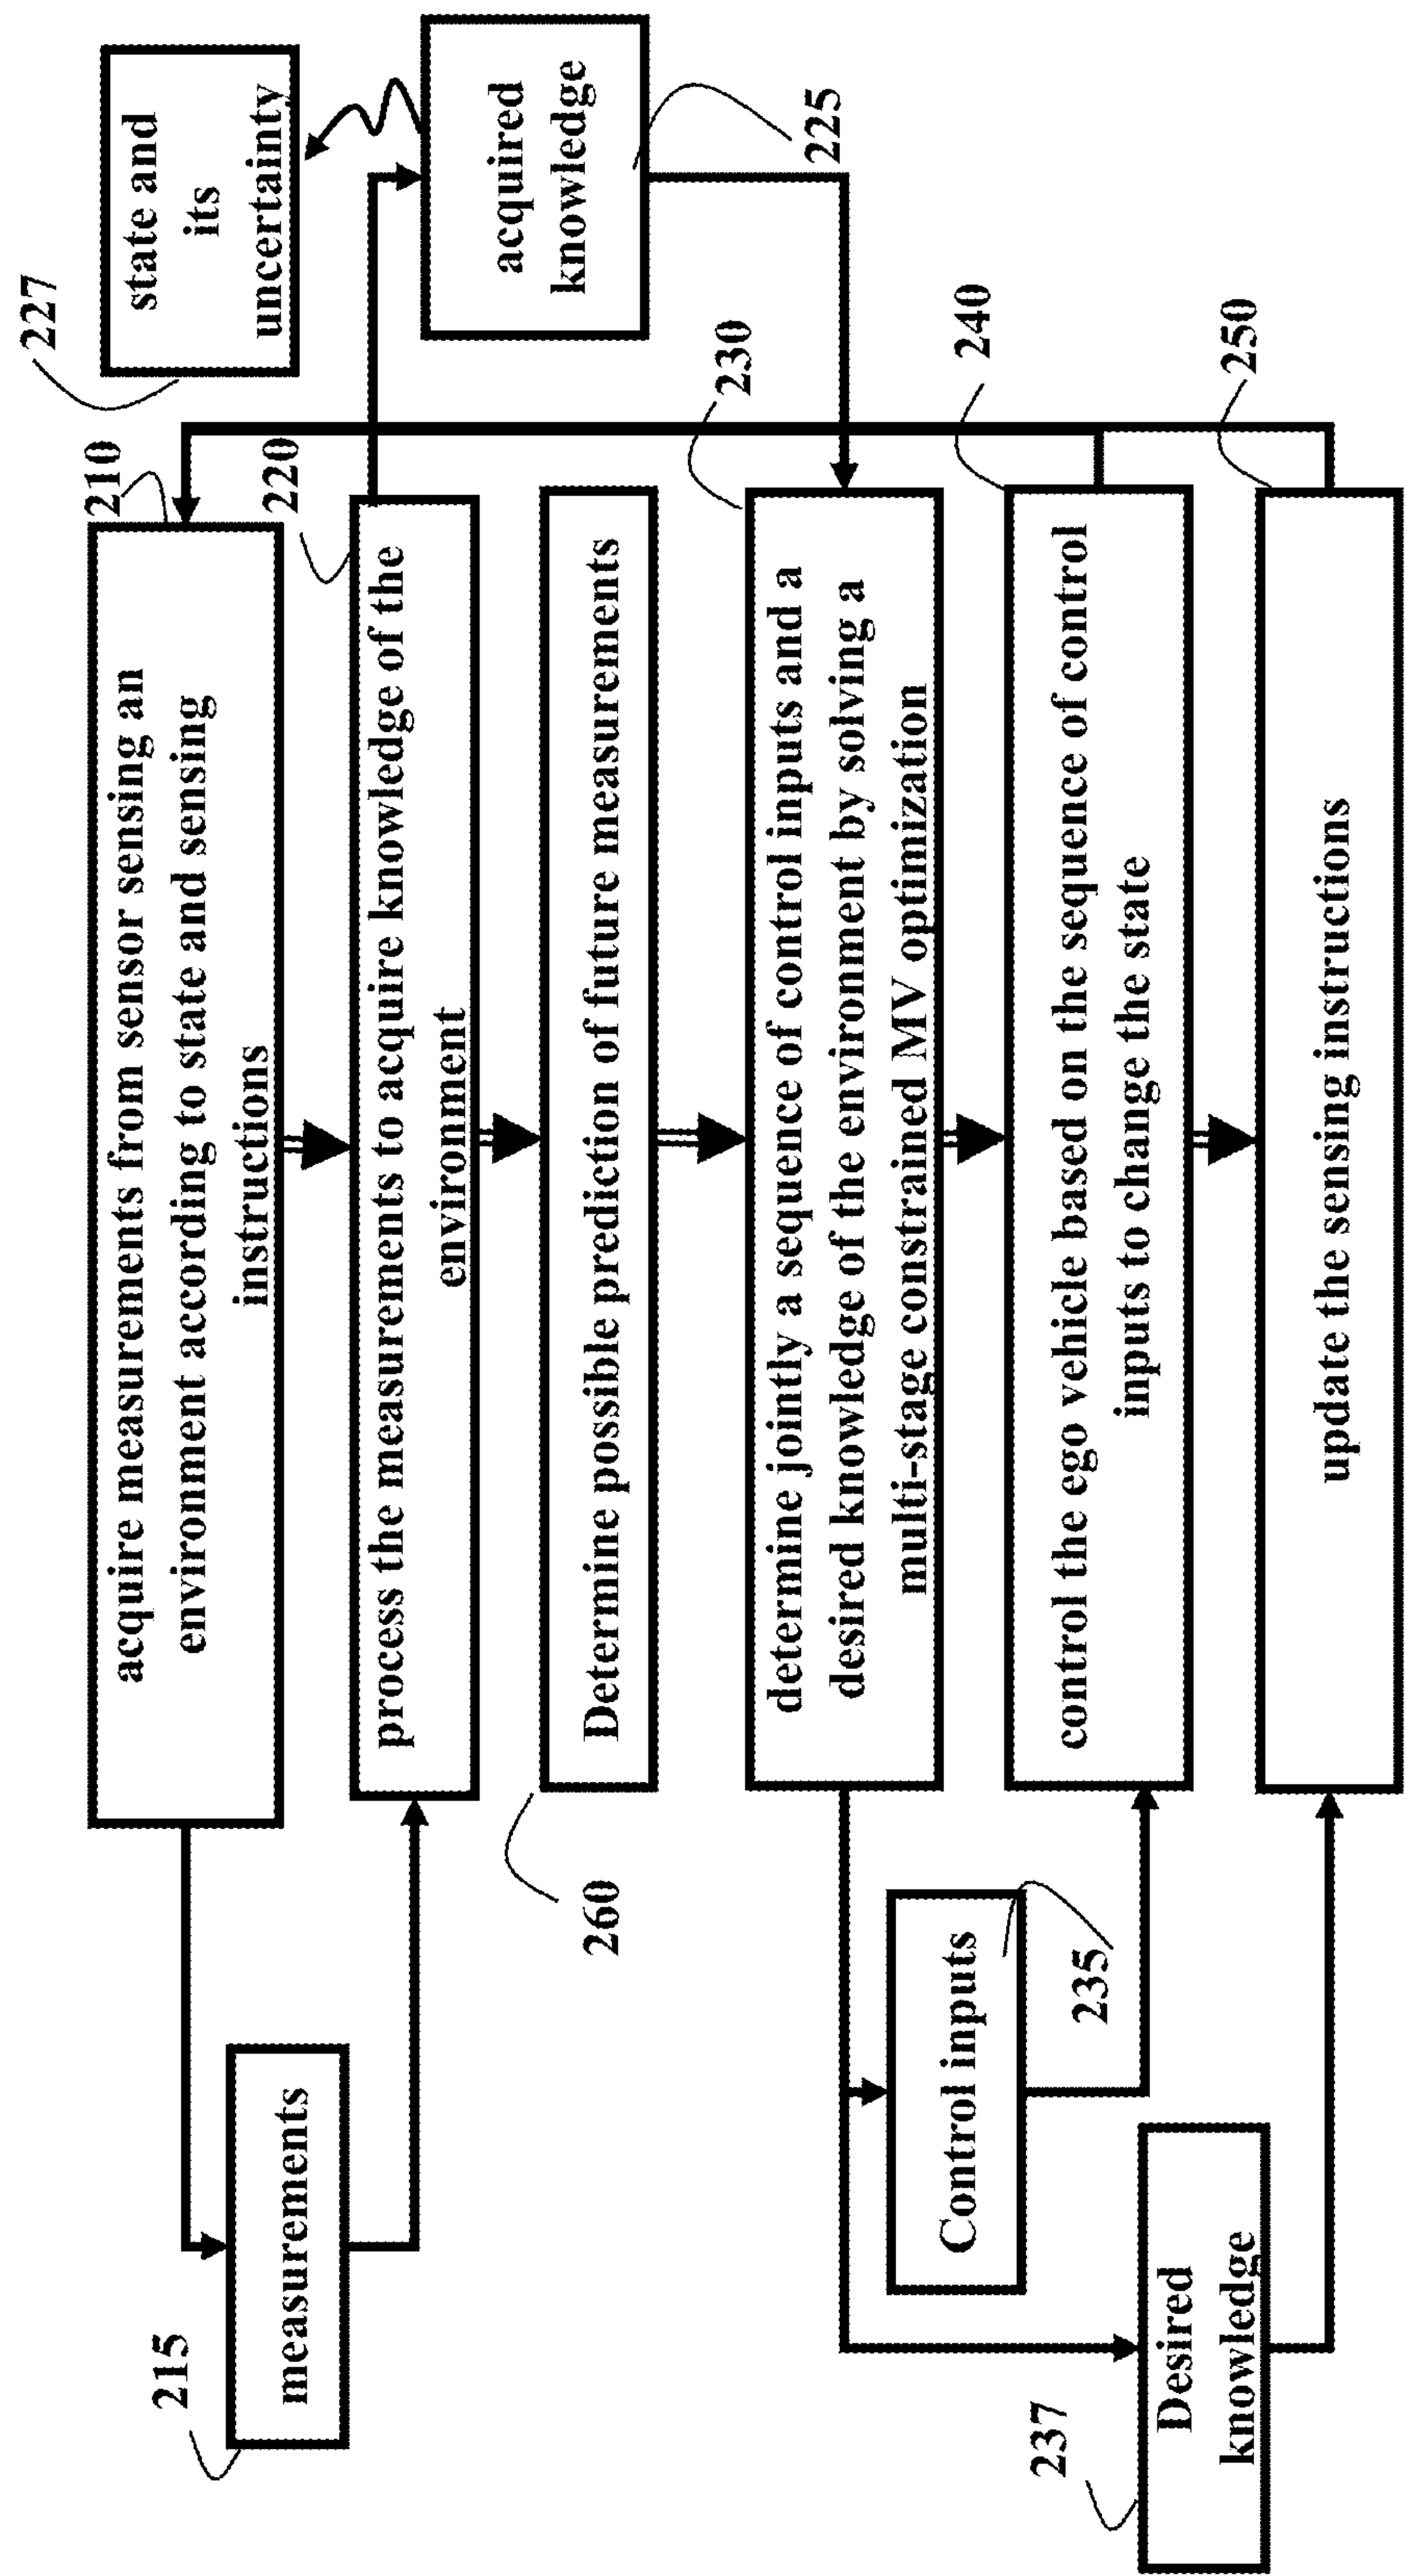 227
state and
its
uncertainty
210
acquire measurements from sensor sensing an
environment according to state and sensing
instructions
215
measurements
220
process the measurements to acquire knowledge of the
environment
acquired
knowledge
225
Determine possible prediction of future measurements
260
230
determine jointly a sequence of control inputs and a
desired knowledge of the environment by solving a
multi-stage constrained MV optimization
Control inputs
235
240
control the ego vehicle based on the sequence of control
inputs to change the state
237
Desired
knowledge
250
update the sensing instructions